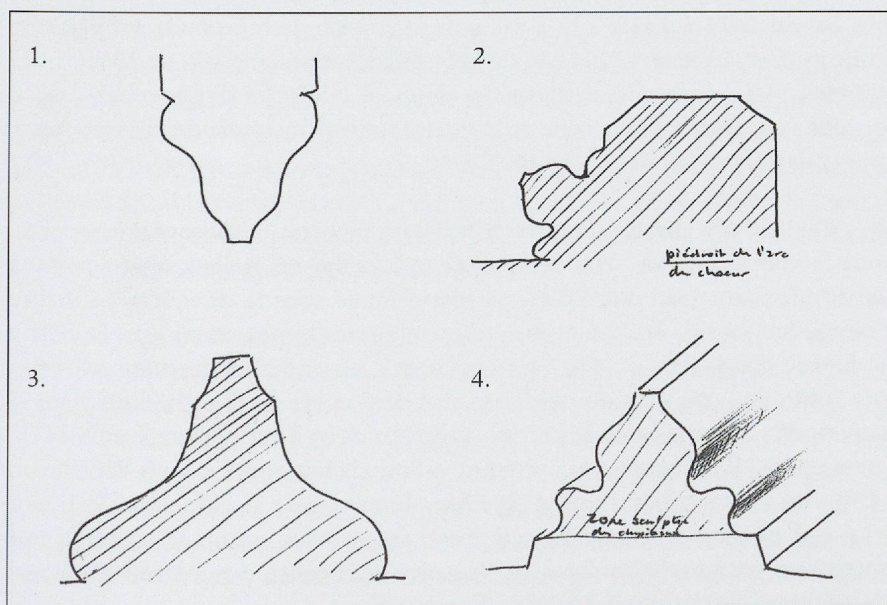 1.
2.
piédroit de l'arc
du choeur
3.
4.
zone sculptée
du chapiteau